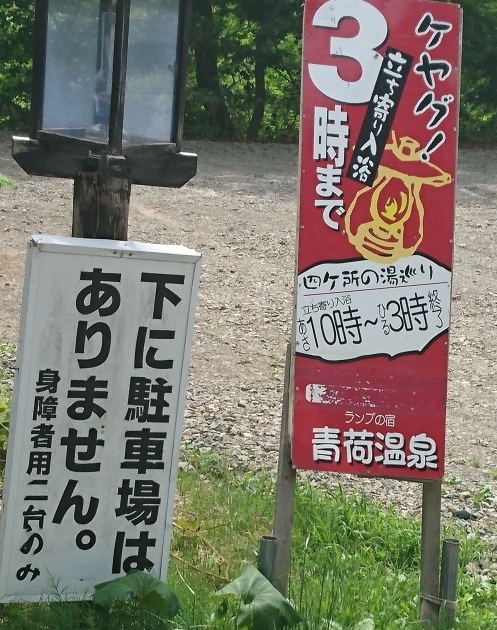 ケヤグ!
立ち寄り入浴
3時まで
四ケ所の湯巡り
立ち寄り入浴
あさ10時~ひる3時終了
ランプの宿
青荷温泉
下に駐車場は
ありません。
身障者用二台のみ